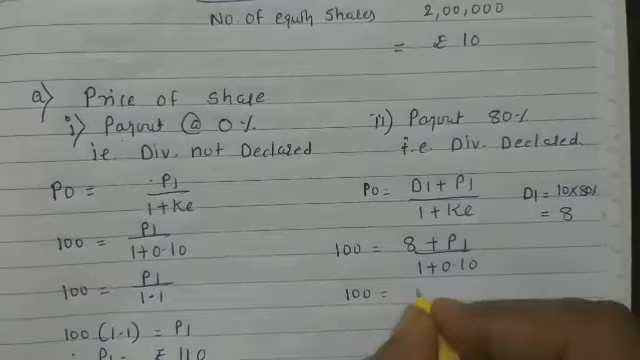 No. of equity Shares 2,00,000
= ₹ 10
a) Price of share
i) Payout @ 0% ii) Payout 80%
i.e Div. not Declared i.e Div. Declared.
P0 = P1 / 1+Ke P0 = D1 + P1 / 1+Ke D1 = 10x80%
= 8
100 = P1 / 1+0.10 100 = 8 + P1 / 1+0.10
100 = P1 / 1.1 100 =
100 (1.1) = P1
∴ P1 = ₹ 110